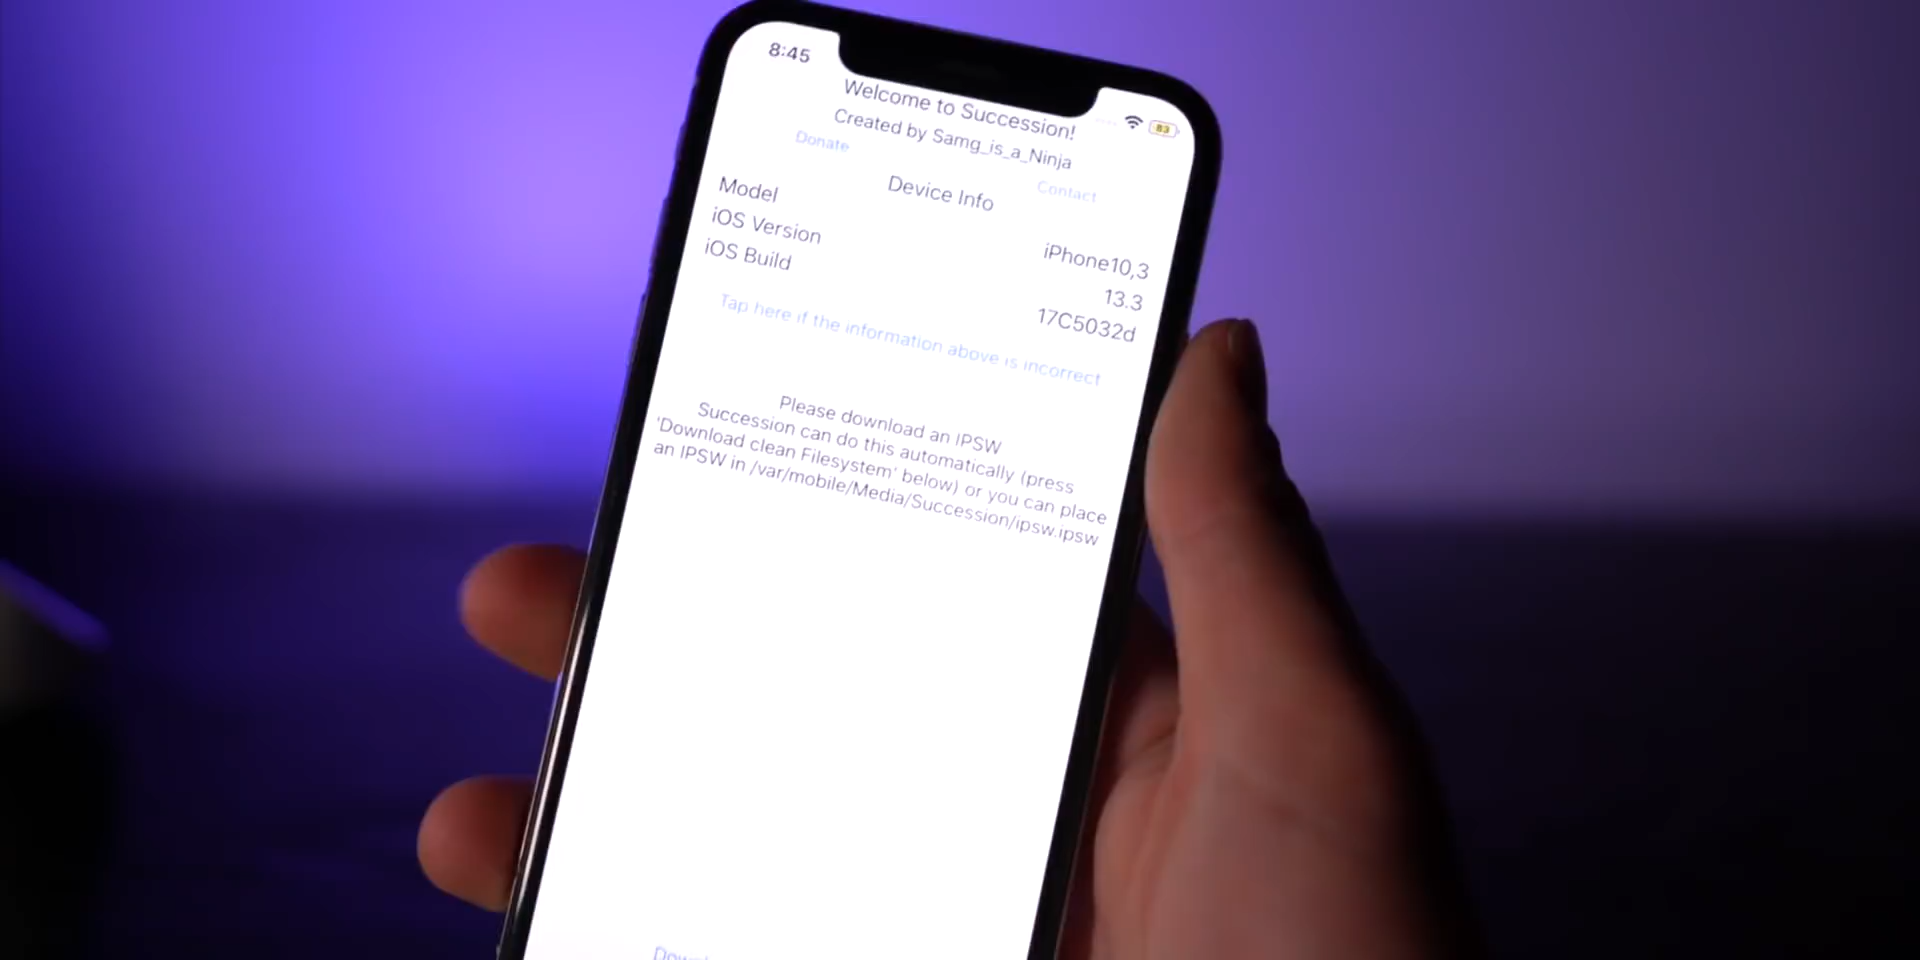 8:45
83
Welcome to Succession!
Created by Samg_is_a_Ninja
Donate
Contact
Device Info
Model
iPhone10,3
iOS Version
13.3
iOS Build
17C5032d
Tap here if the information above is incorrect
Please download an IPSW
Succession can do this automatically (press
'Download clean Filesystem' below) or you can place
an IPSW in /var/mobile/Media/Succession/ipsw.ipsw